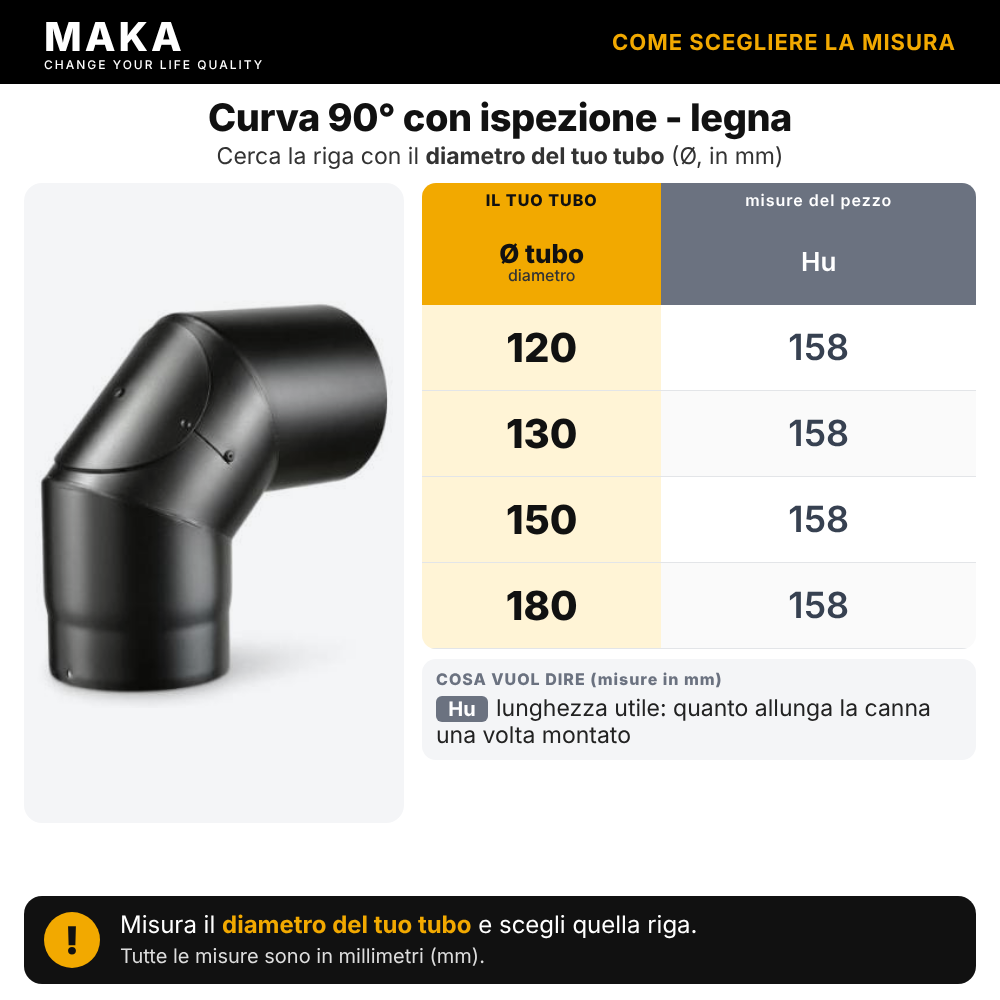 MAKA
CHANGE YOUR LIFE QUALITY
COME SCEGLIERE LA MISURA
Curva 90° con ispezione - legna
Cerca la riga con il diametro del tuo tubo (Ø, in mm)
IL TUO TUBO
misure del pezzo
Ø tubo
diametro
Hu
120 158
130 158
150 158
180 158
COSA VUOL DIRE (misure in mm)
Hu lunghezza utile: quanto allunga la canna
una volta montato
! Misura il diametro del tuo tubo e scegli quella riga.
Tutte le misure sono in millimetri (mm).